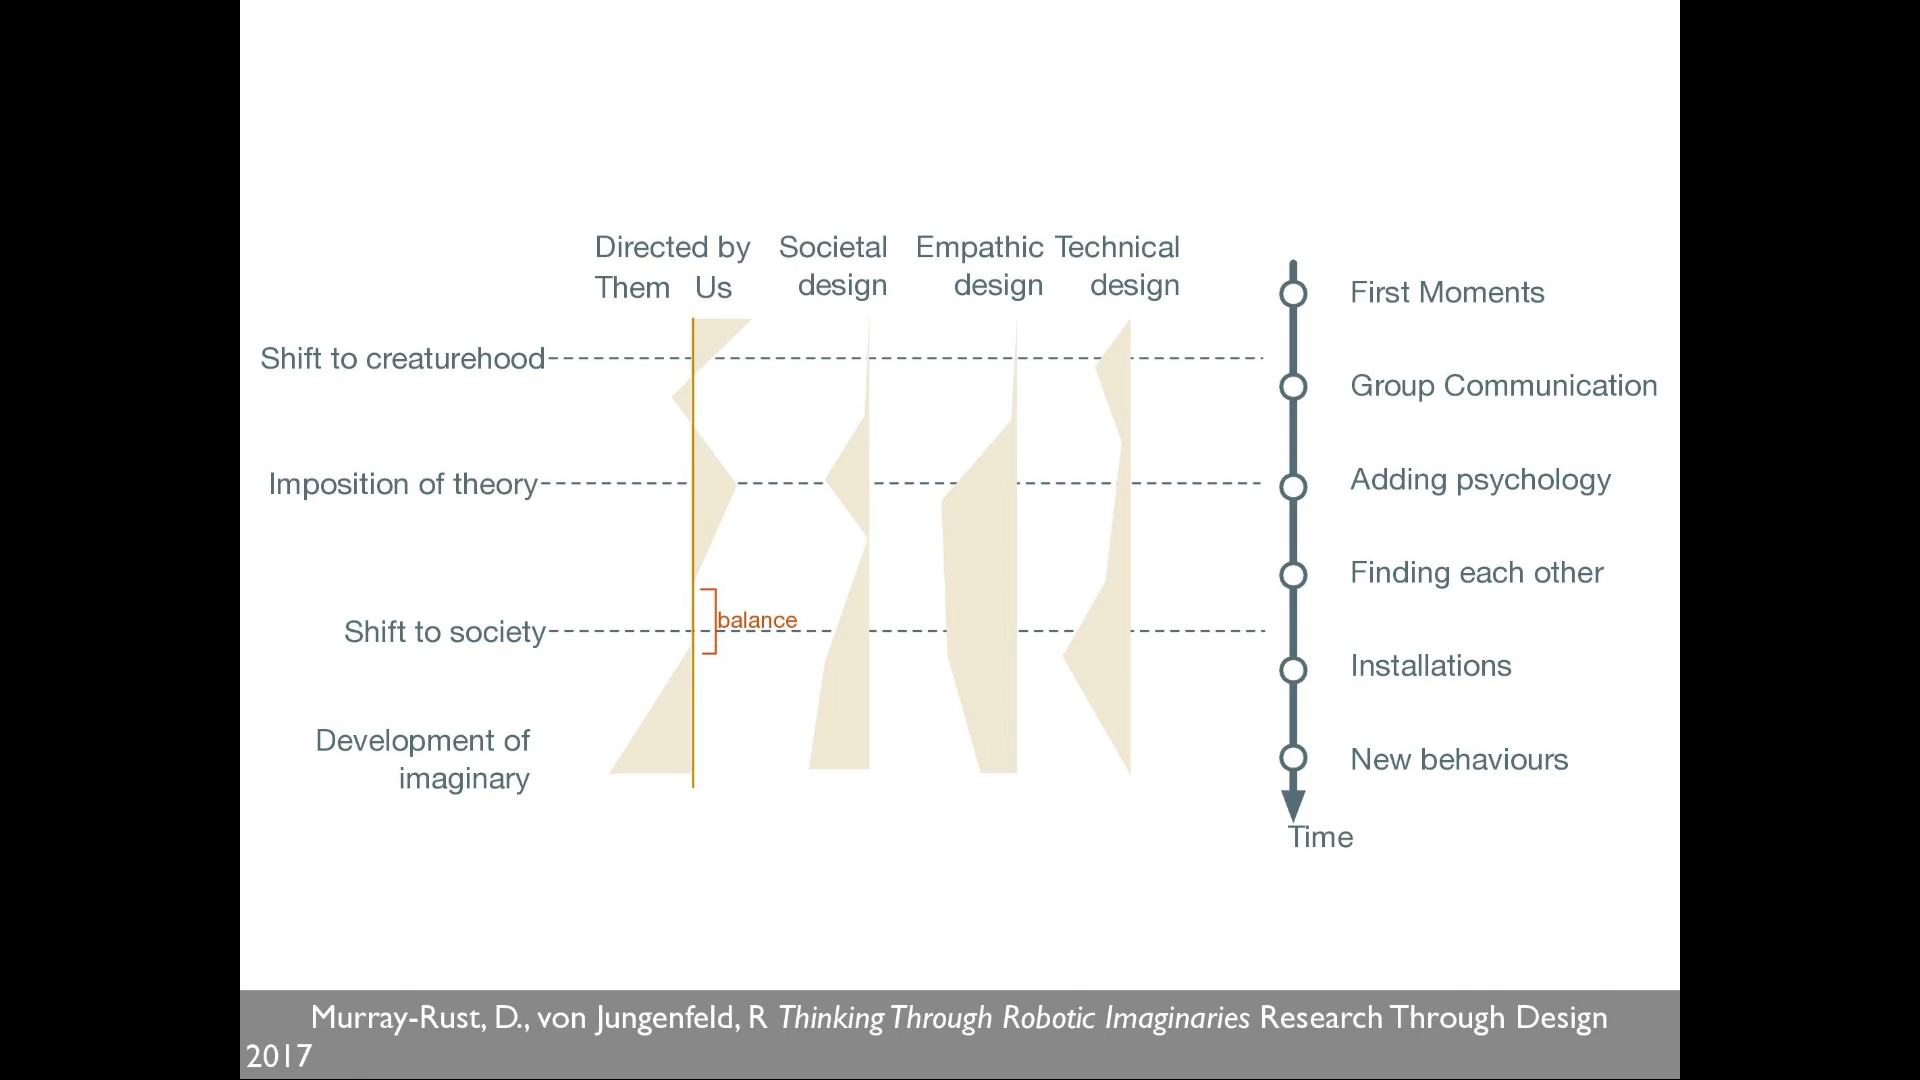 Directed by
Them Us
Societal
design
Empathic
design
Technical
design
Shift to creaturehood
Imposition of theory
Shift to society
Development of
imaginary
balance
First Moments
Group Communication
Adding psychology
Finding each other
Installations
New behaviours
Time
Murray-Rust, D., von Jungenfeld, R Thinking Through Robotic Imaginaries Research Through Design
2017